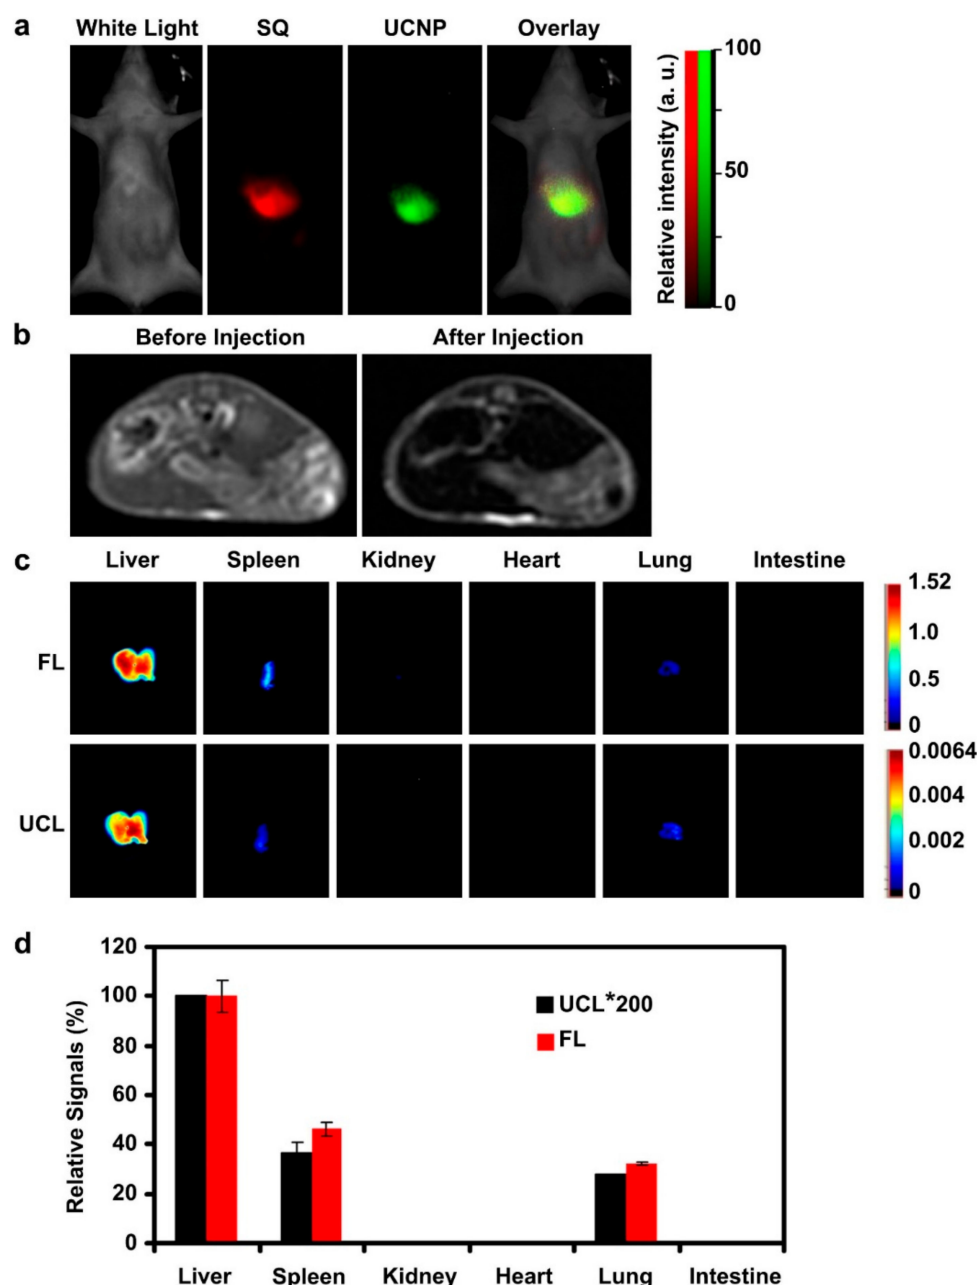 a
White Light SQ UCNP Overlay
Relative intensity (a. u.)
100
50
0
b
Before Injection After Injection
c
Liver Spleen Kidney Heart Lung Intestine
FL
1.52
1.0
0.5
0
UCL
0.0064
0.004
0.002
0
d
Relative Signals (%)
120
100
80
60
40
20
0
UCL*200
FL
Liver Spleen Kidney Heart Lung Intestine